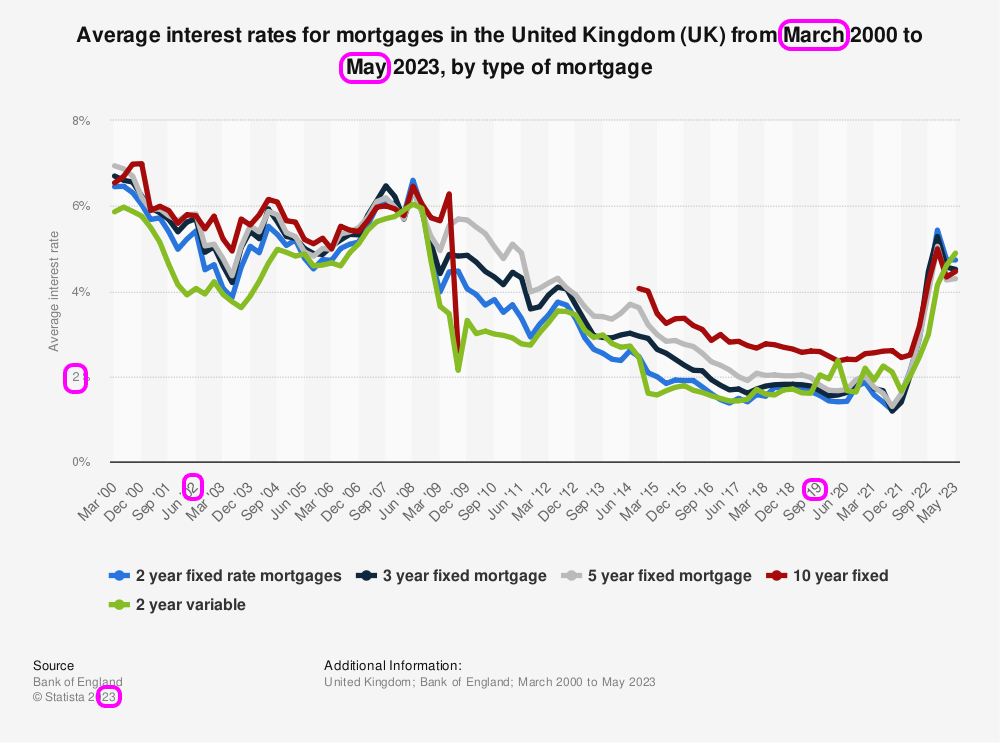 Average interest rates for mortgages in the United Kingdom (UK) from March 2000 to
May 2023, by type of mortgage
8%
6%
4%
2%
0%
Average interest rate
Mar '00
Dec '00
Sep '01
Jun '02
Mar '03
Dec '03
Sep '04
Jun '05
Mar '06
Dec '06
Sep '07
Jun '08
Mar '09
Dec '09
Sep '10
Jun '11
Mar '12
Dec '12
Sep '13
Jun '14
Mar '15
Dec '15
Sep '16
Jun '17
Mar '18
Dec '18
Sep '19
Jun '20
Mar '21
Dec '21
Sep '22
May '23
2 year fixed rate mortgages 3 year fixed mortgage 5 year fixed mortgage 10 year fixed
2 year variable
Source
Bank of England
© Statista 2023
Additional Information:
United Kingdom; Bank of England; March 2000 to May 2023